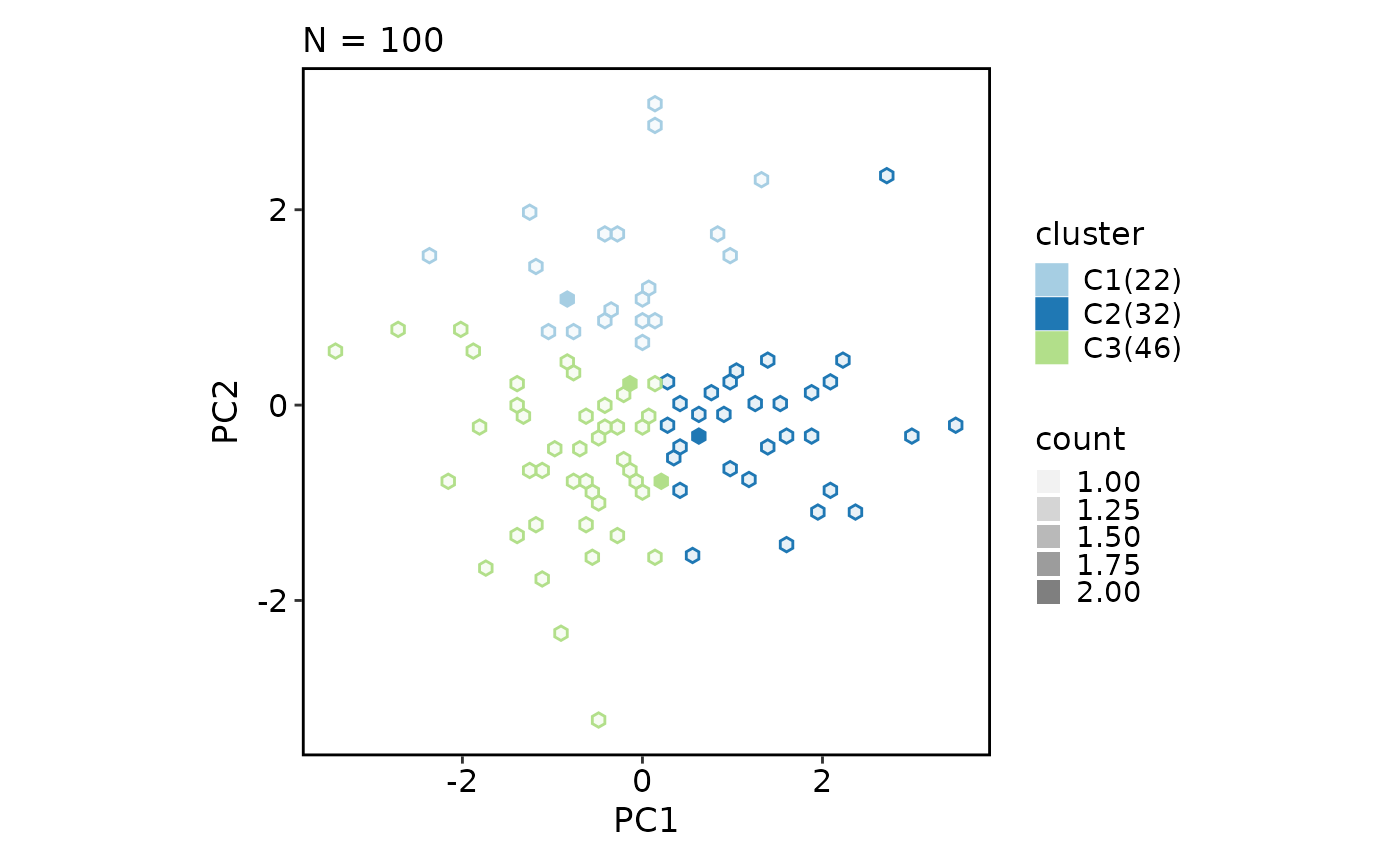 N = 100
PC2
2
0
-2
-2 0 2
PC1
cluster
C1(22)
C2(32)
C3(46)
count
1.00
1.25
1.50
1.75
2.00